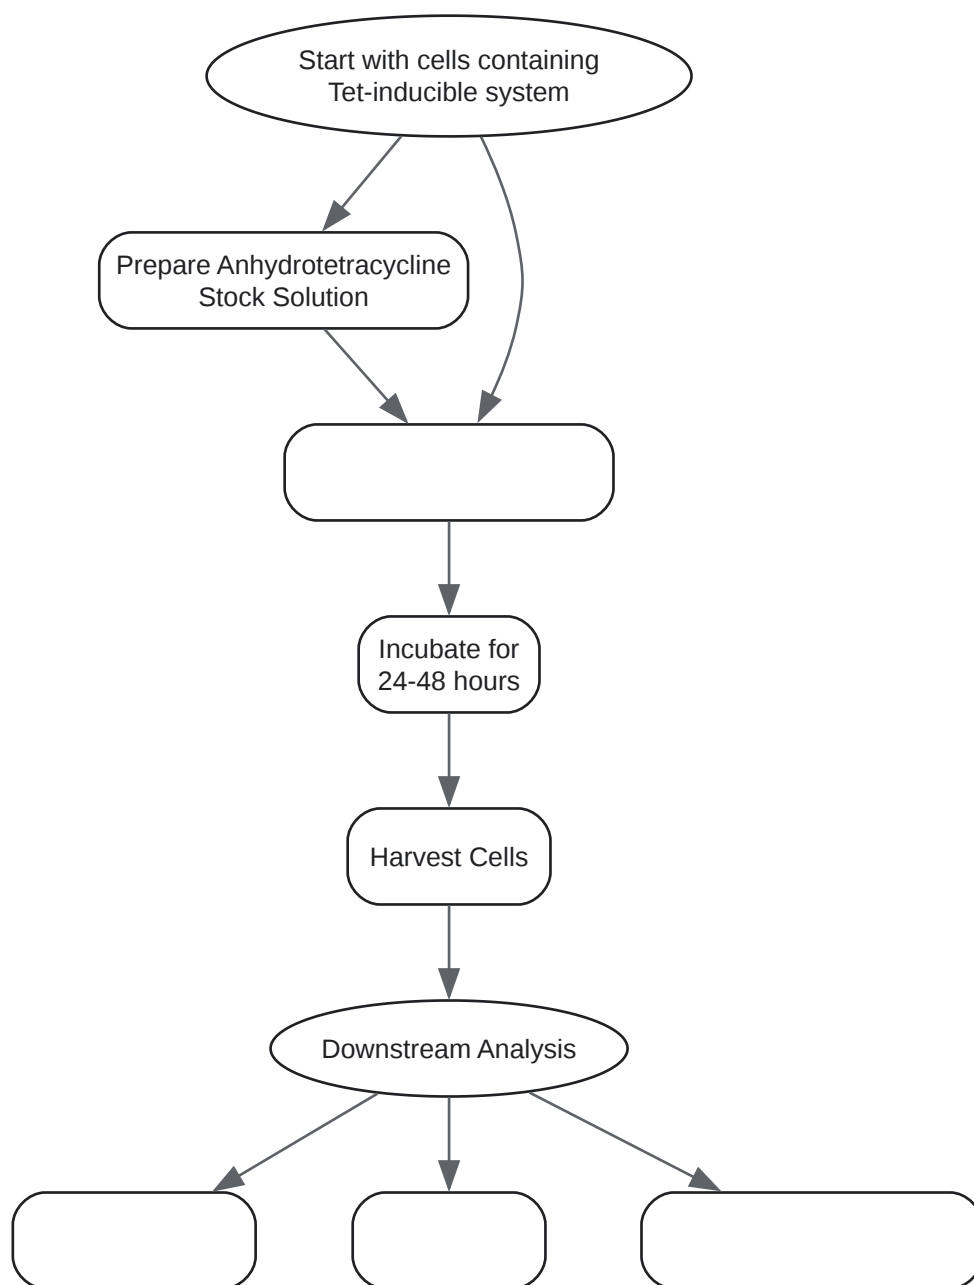 Start with cells containing
Tet-inducible system
Prepare Anhydrotetracycline
Stock Solution
Incubate for
24-48 hours
Harvest Cells
Downstream Analysis